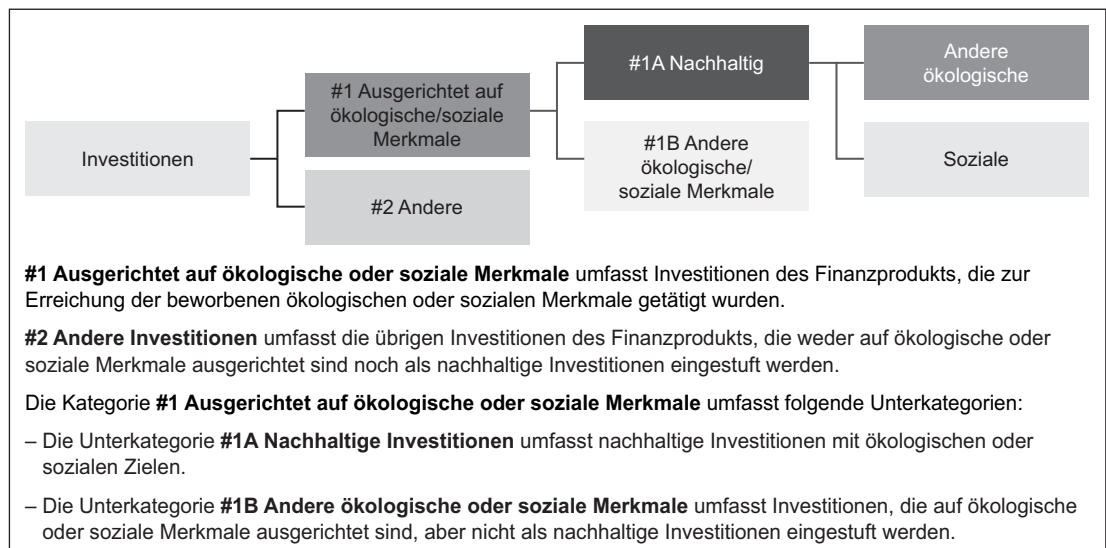 Investitionen
#1 Ausgerichtet auf
ökologische/soziale
Merkmale
#2 Andere
#1A Nachhaltig
#1B Andere
ökologische/
soziale Merkmale
Andere
ökologische
Soziale
#1 Ausgerichtet auf ökologische oder soziale Merkmale umfasst Investitionen des Finanzprodukts, die zur
Erreichung der beworbenen ökologischen oder sozialen Merkmale getätigt wurden.
#2 Andere Investitionen umfasst die übrigen Investitionen des Finanzprodukts, die weder auf ökologische oder
soziale Merkmale ausgerichtet sind noch als nachhaltige Investitionen eingestuft werden.
Die Kategorie #1 Ausgerichtet auf ökologische oder soziale Merkmale umfasst folgende Unterkategorien:
– Die Unterkategorie #1A Nachhaltige Investitionen umfasst nachhaltige Investitionen mit ökologischen oder
sozialen Zielen.
– Die Unterkategorie #1B Andere ökologische oder soziale Merkmale umfasst Investitionen, die auf ökologische
oder soziale Merkmale ausgerichtet sind, aber nicht als nachhaltige Investitionen eingestuft werden.